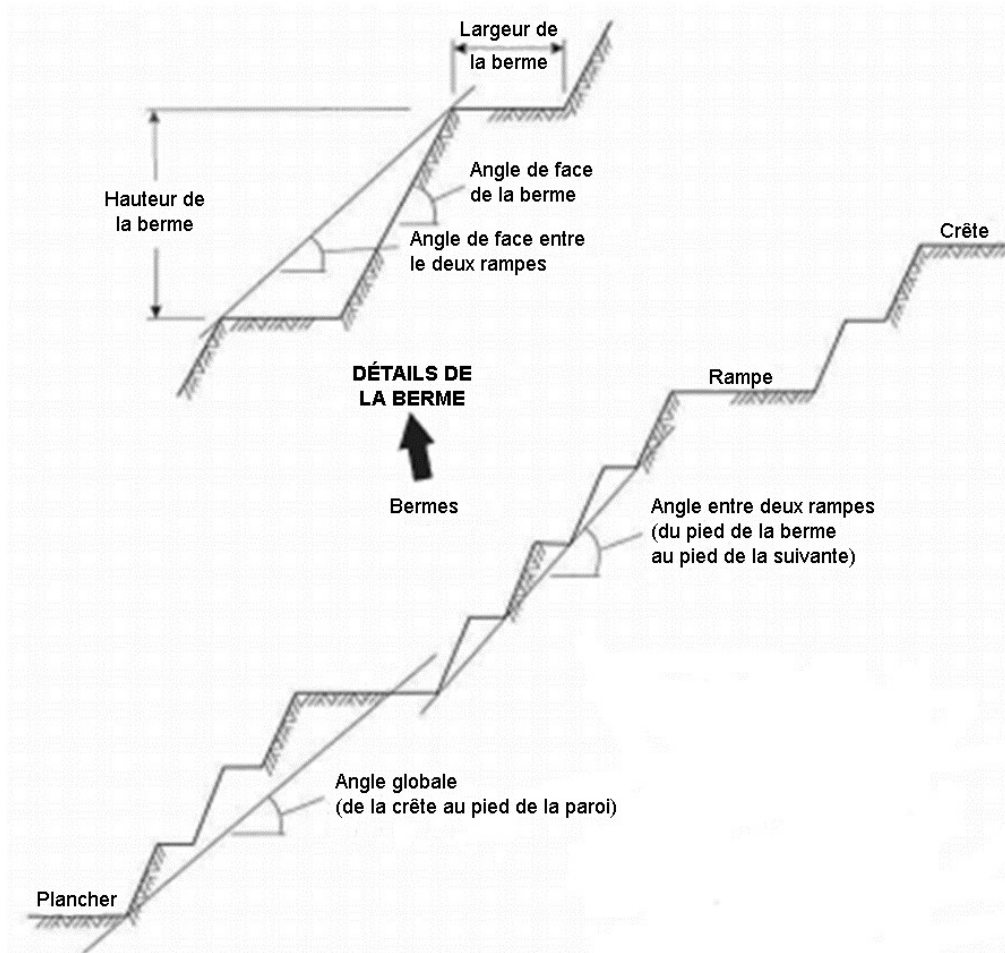 Largeur de
la berme
Angle de face
de la berme
Hauteur de
la berme
Angle de face entre
le deux rampes
Crête
DÉTAILS DE
LA BERME
Rampe
Bermes
Angle entre deux rampes
(du pied de la berme
au pied de la suivante)
Angle globale
(de la crête au pied de la paroi)
Plancher